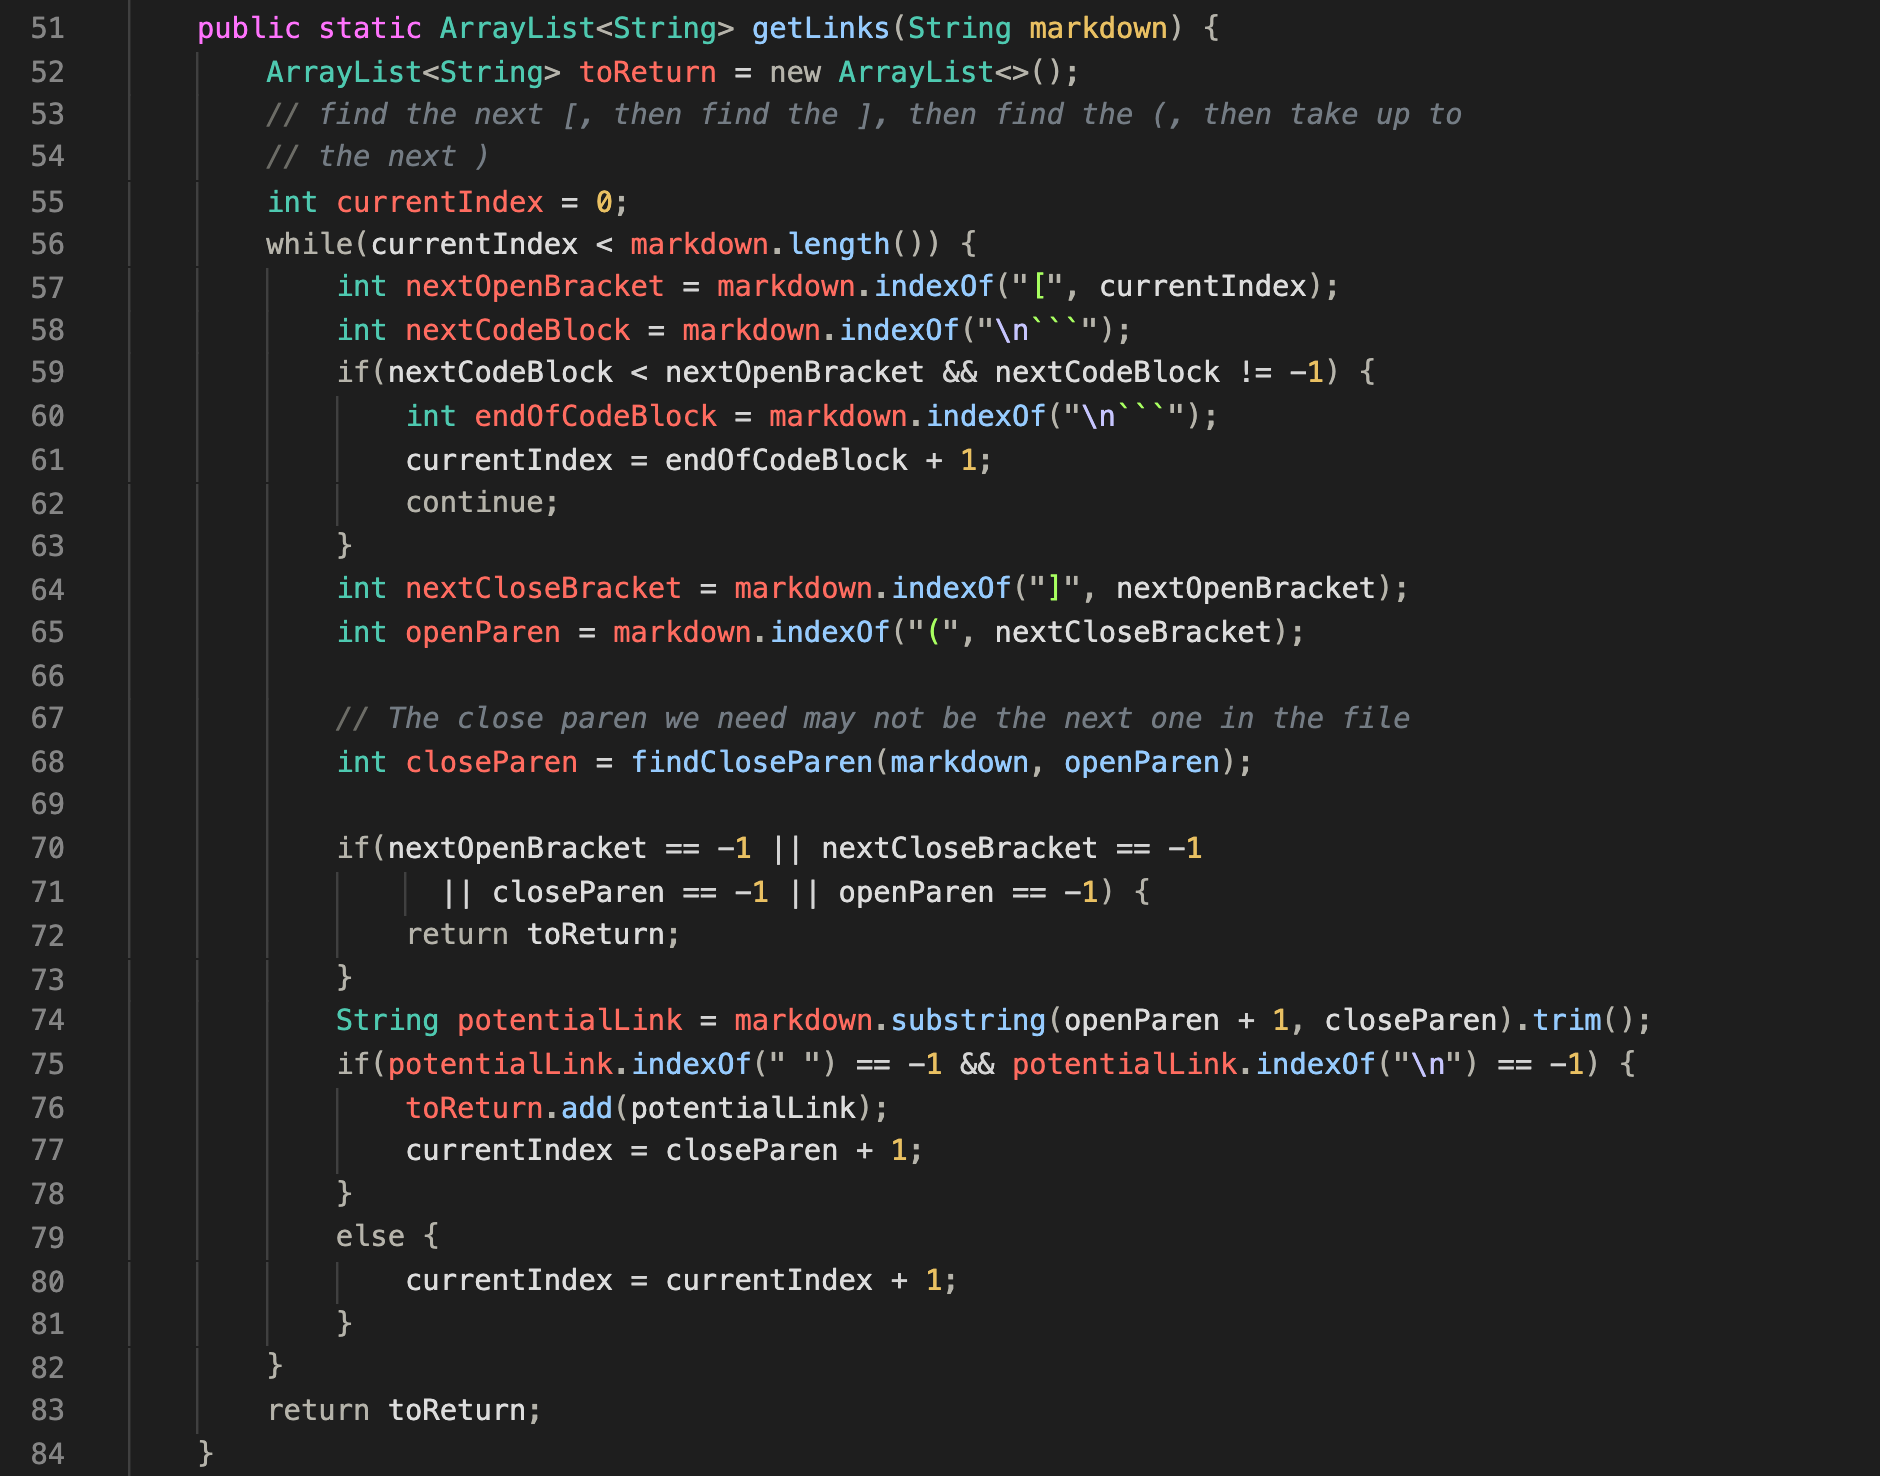 51 public static ArrayList<String> getLinks(String markdown) {
52 ArrayList<String> toReturn = new ArrayList<>();
53 // find the next [, then find the ], then find the (, then take up to
54 // the next )
55 int currentIndex = 0;
56 while(currentIndex < markdown.length()) {
57 int nextOpenBracket = markdown.indexOf("[", currentIndex);
58 int nextCodeBlock = markdown.indexOf("\n```");
59 if(nextCodeBlock < nextOpenBracket && nextCodeBlock != -1) {
60 int endOfCodeBlock = markdown.indexOf("\n```");
61 currentIndex = endOfCodeBlock + 1;
62 continue;
63 }
64 int nextCloseBracket = markdown.indexOf("]", nextOpenBracket);
65 int openParen = markdown.indexOf("(", nextCloseBracket);
66
67 // The close paren we need may not be the next one in the file
68 int closeParen = findCloseParen(markdown, openParen);
69
70 if(nextOpenBracket == -1 || nextCloseBracket == -1
71 || closeParen == -1 || openParen == -1) {
72 return toReturn;
73 }
74 String potentialLink = markdown.substring(openParen + 1, closeParen).trim();
75 if(potentialLink.indexOf(" ") == -1 && potentialLink.indexOf("\n") == -1) {
76 toReturn.add(potentialLink);
77 currentIndex = closeParen + 1;
78 }
79 else {
80 currentIndex = currentIndex + 1;
81 }
82 }
83 return toReturn;
84 }